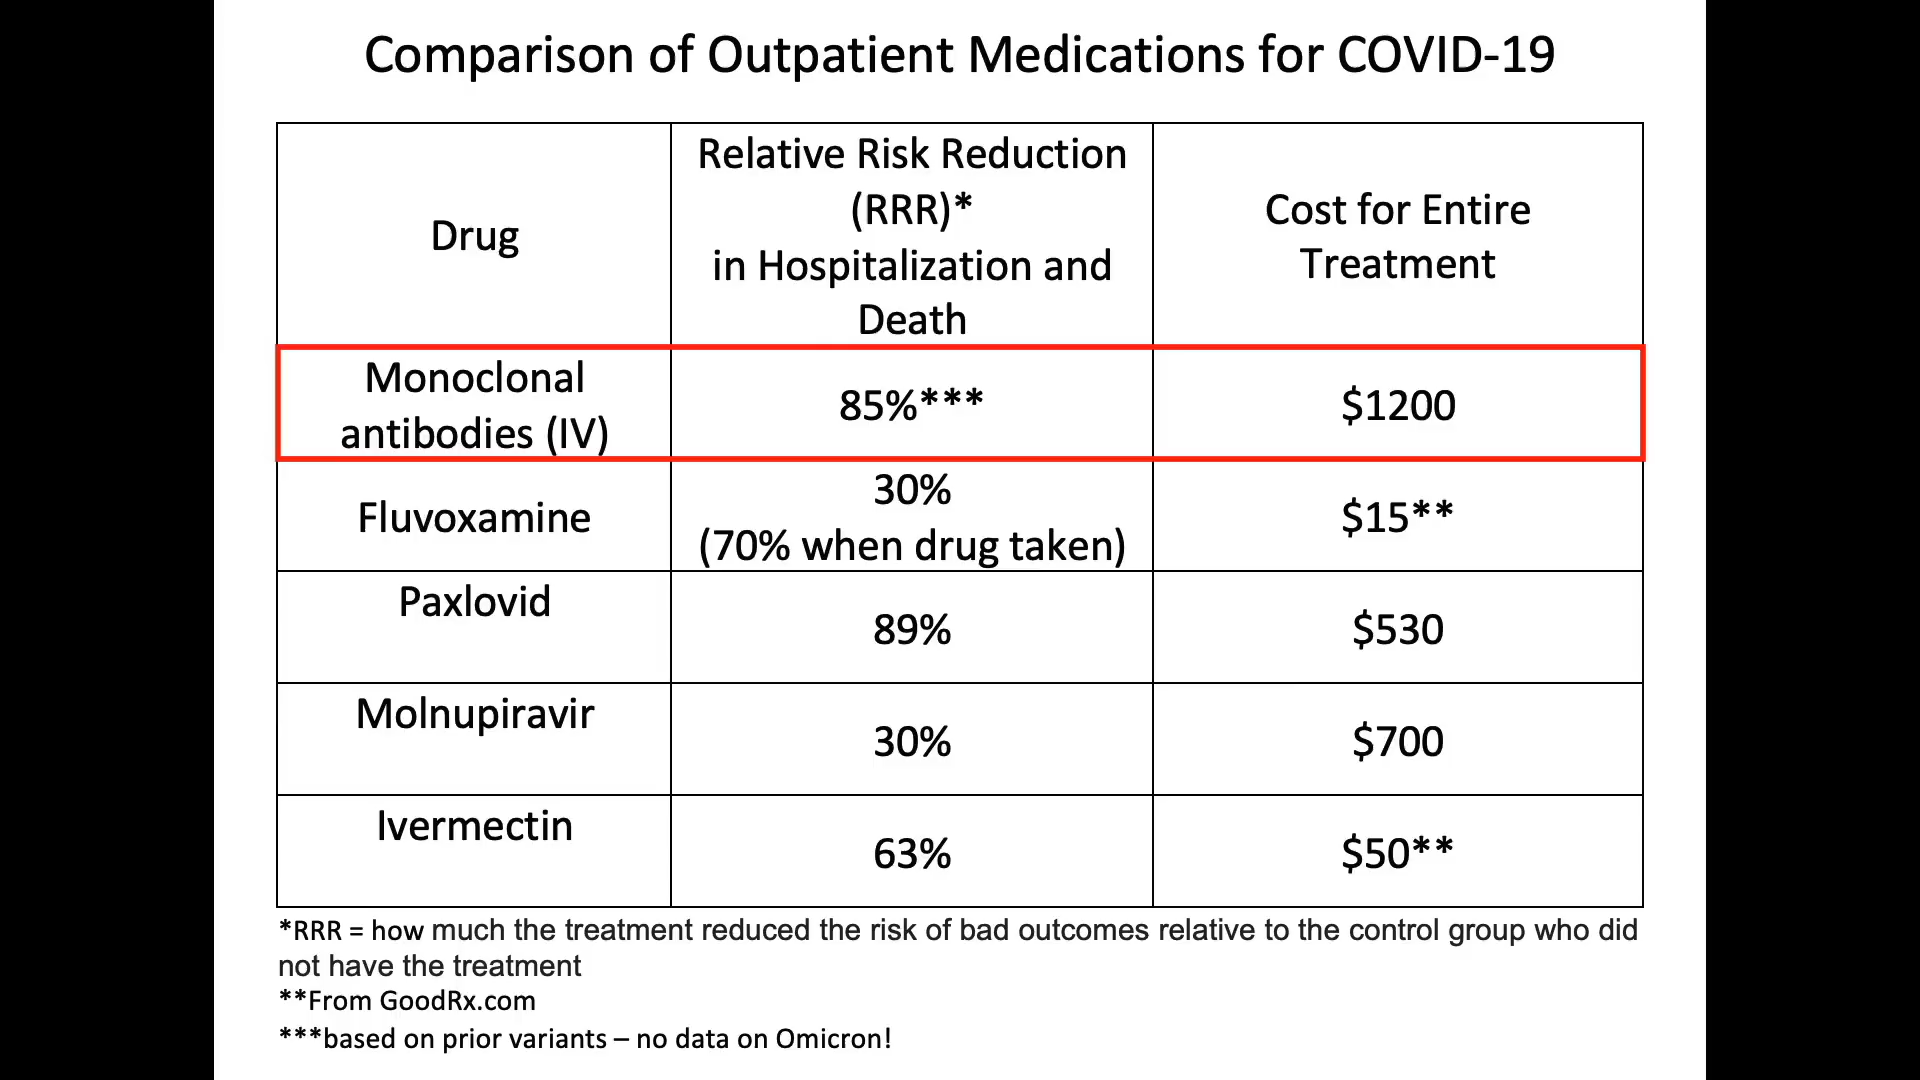 Comparison of Outpatient Medications for COVID-19
Drug
Relative Risk Reduction
(RRR)*
in Hospitalization and
Death
Cost for Entire
Treatment
Monoclonal
antibodies (IV)
85%***
$1200
Fluvoxamine
30%
(70% when drug taken)
$15**
Paxlovid
89%
$530
Molnupiravir
30%
$700
Ivermectin
63%
$50**
*RRR = how much the treatment reduced the risk of bad outcomes relative to the control group who did
not have the treatment
**From GoodRx.com
***based on prior variants – no data on Omicron!